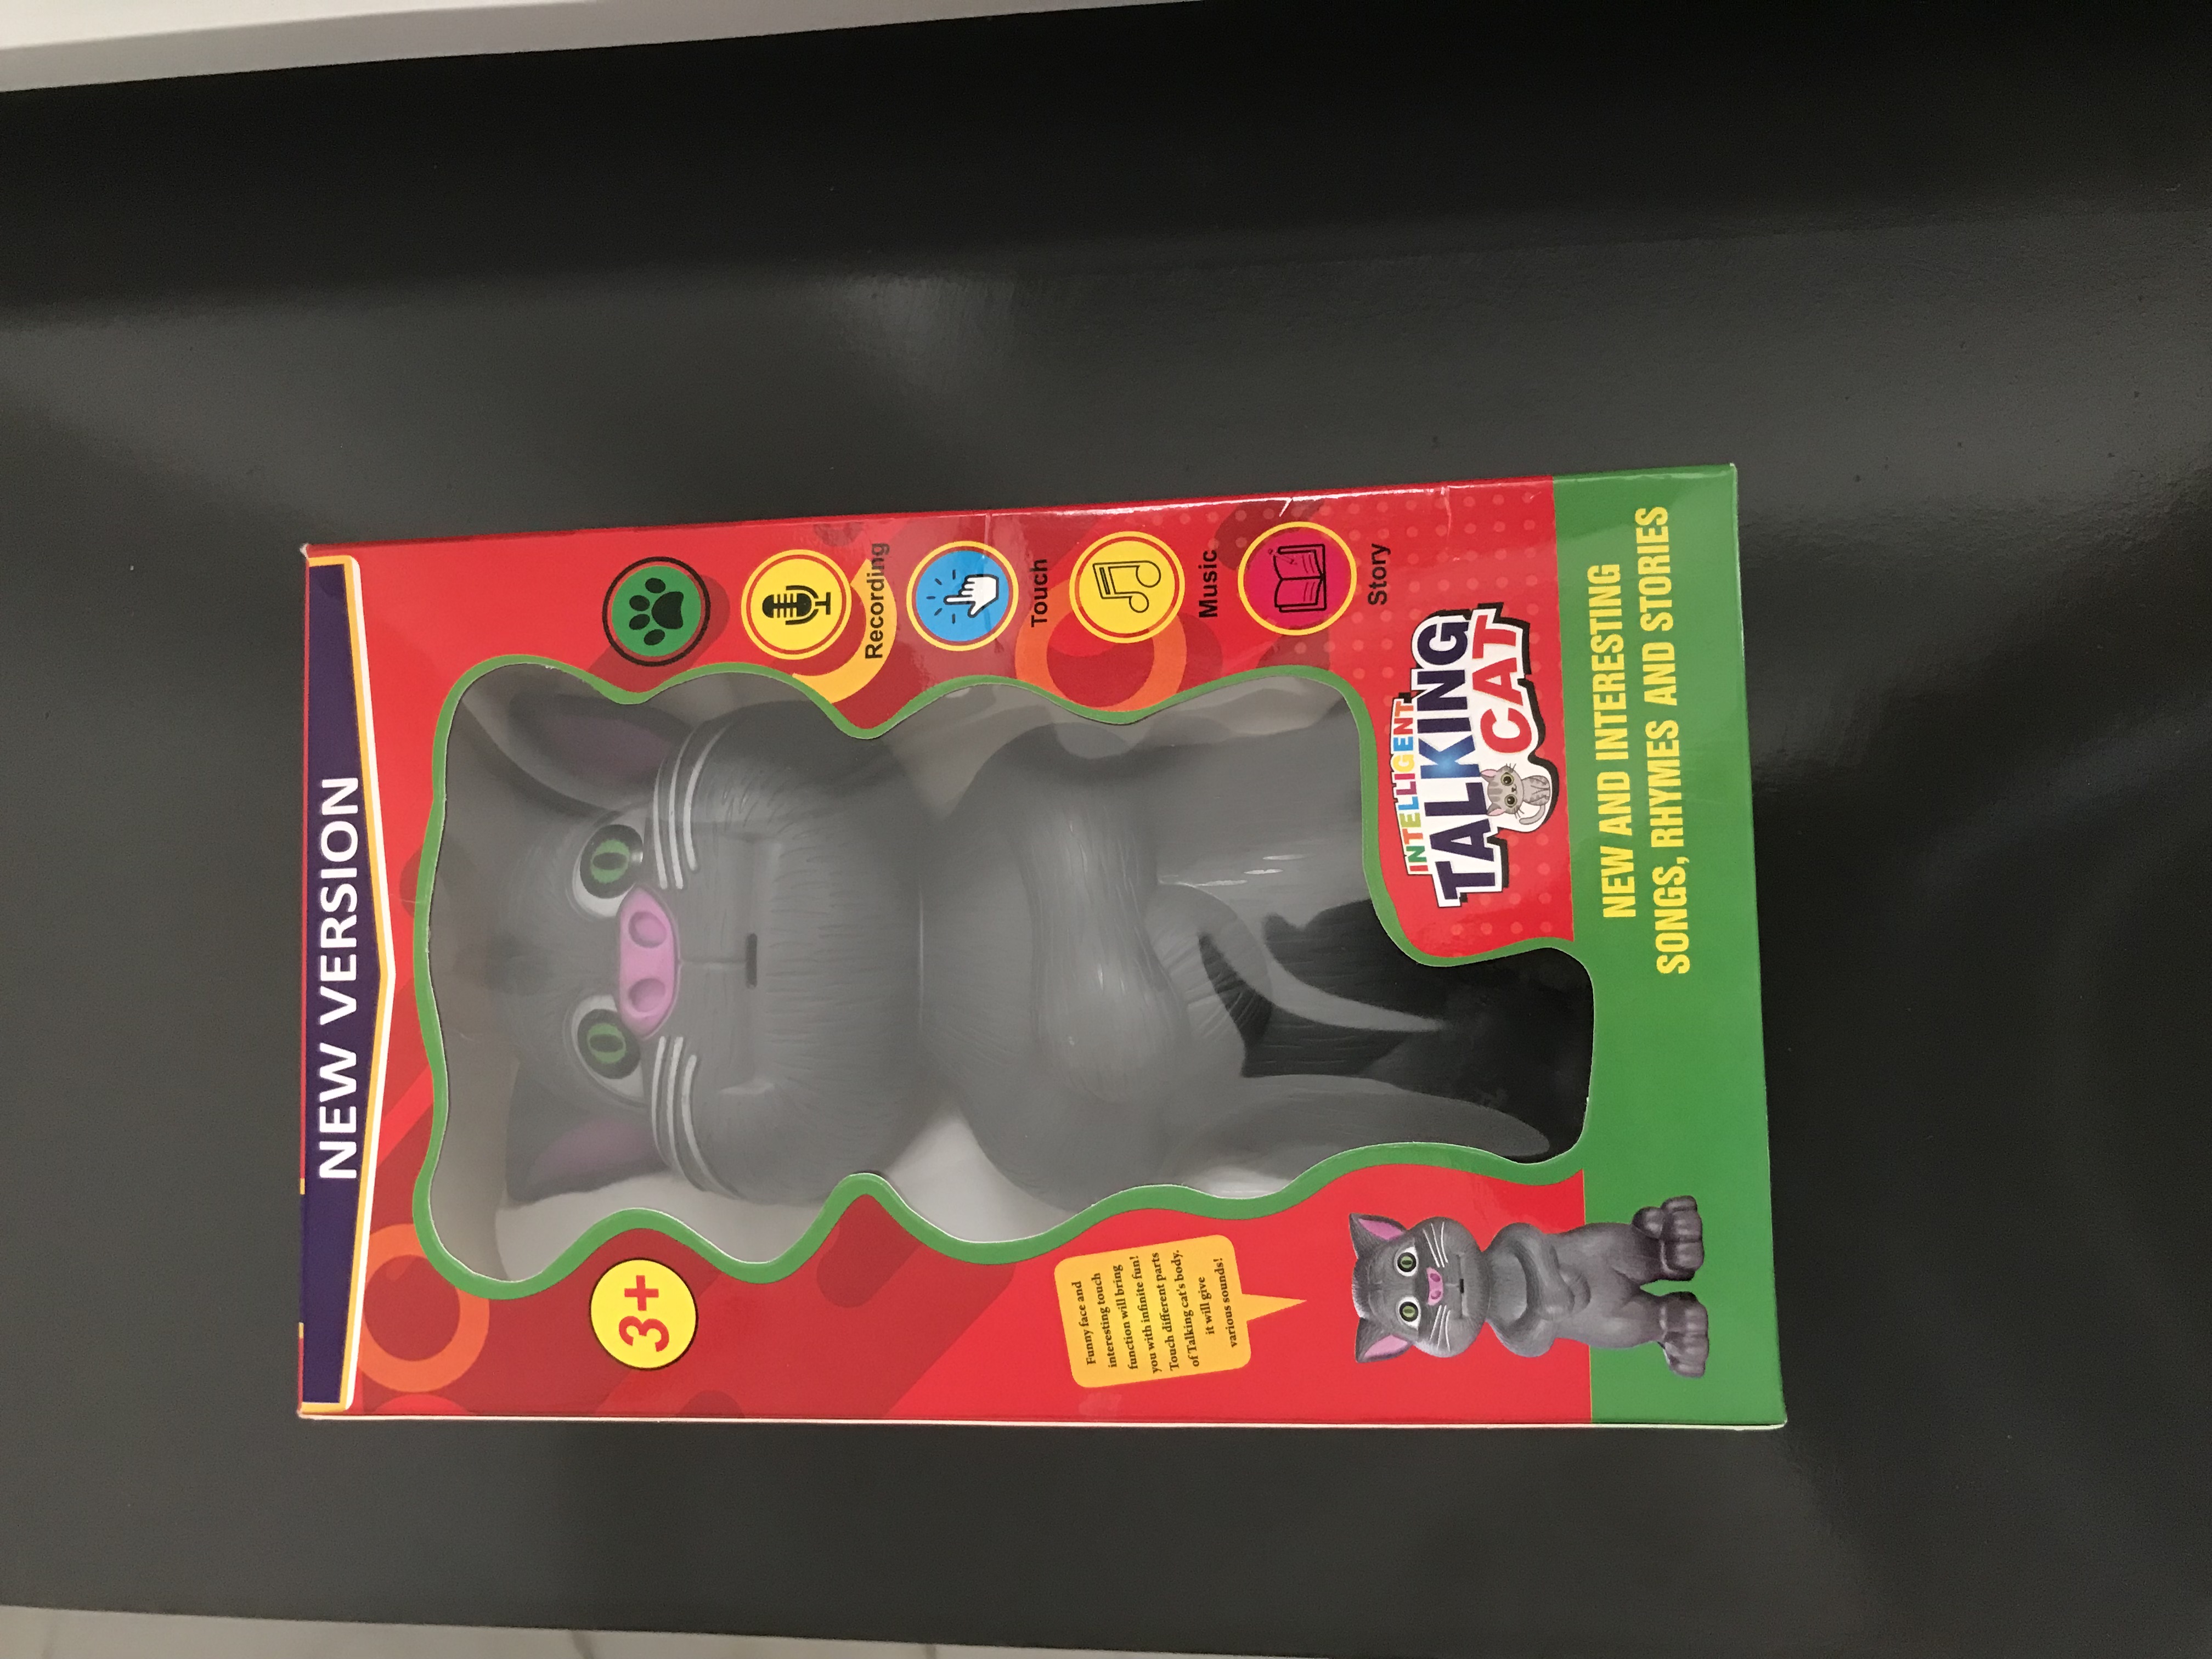 NEW VERSION
3+
Recording
Touch
Music
Story
Funny face and
interesting touch
function will bring
you with infinite fun!
Touch different parts
of Talking cat's body.
it will give
various sounds!
INTELLIGENT
TALKING
CAT
NEW AND INTERESTING
SONGS, RHYMES AND STORIES